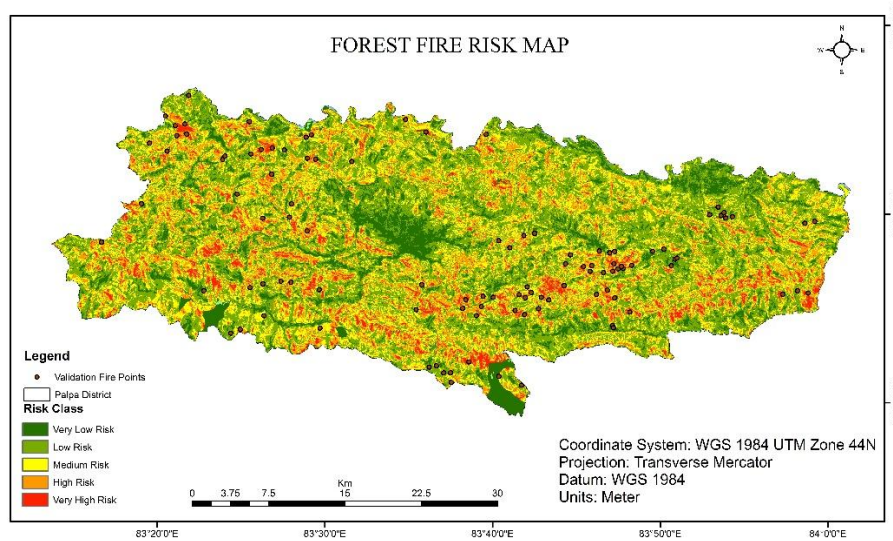 FOREST FIRE RISK MAP
N
W E
S
Legend
Validation Fire Points
Palpa District
Risk Class
Very Low Risk
Low Risk
Medium Risk
High Risk
Very High Risk
Km
0 3.75 7.5 15 22.5 30
Coordinate System: WGS 1984 UTM Zone 44N
Projection: Transverse Mercator
Datum: WGS 1984
Units: Meter
83°20'0"E 83°30'0"E 83°40'0"E 83°50'0"E 84°0'0"E